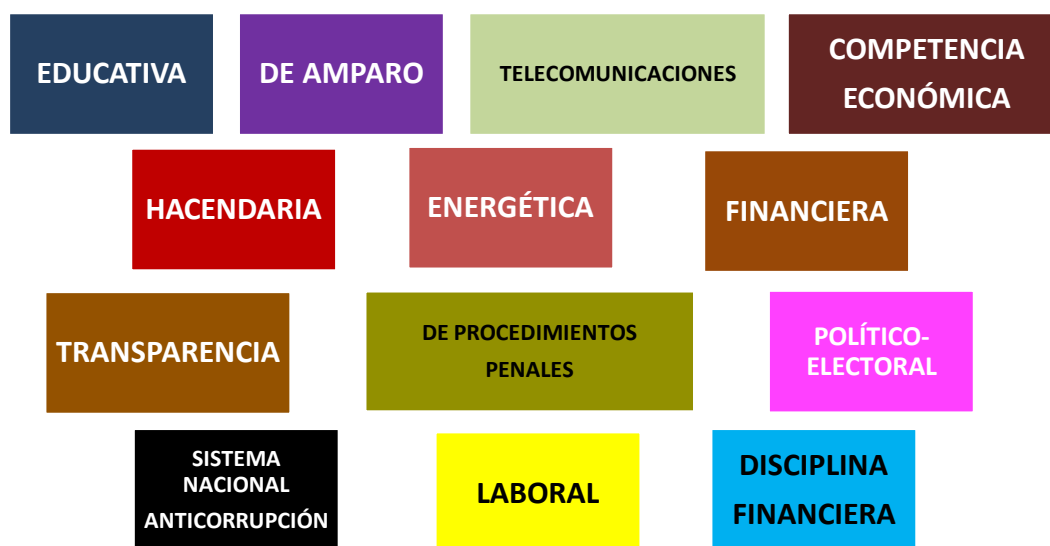 EDUCATIVA
DE AMPARO
TELECOMUNICACIONES
COMPETENCIA
ECONÓMICA
HACENDARIA
ENERGÉTICA
FINANCIERA
TRANSPARENCIA
DE PROCEDIMIENTOS
PENALES
POLÍTICO-
ELECTORAL
SISTEMA
NACIONAL
ANTICORRUPCIÓN
LABORAL
DISCIPLINA
FINANCIERA